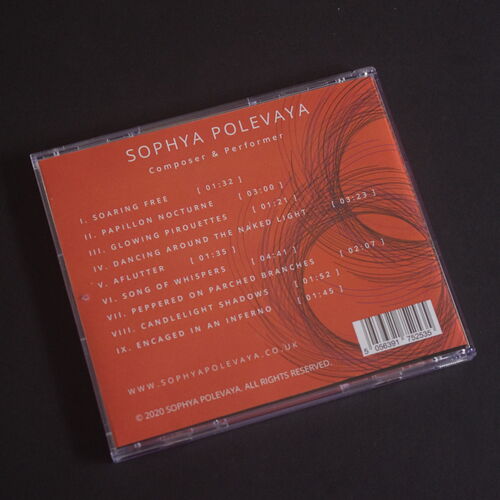 SOPHYA POLEVAYA
Composer & Performer
I. SOARING FREE [ 01:32 ]
II. PAPILLON NOCTURNE [ 03:00 ]
III. GLOWING PIROUETTES [ 01:21 ]
IV. DANCING AROUND THE NAKED LIGHT [ 03:23 ]
V. AFLUTTER [ 01:35 ]
VI. SONG OF WHISPERS [ 04:41 ]
VII. PEPPERED ON PARCHED BRANCHES [ 02:07 ]
VIII. CANDLELIGHT SHADOWS [ 01:52 ]
IX. ENCAGED IN AN INFERNO [ 01:45 ]
WWW.SOPHYAPOLEVAYA.CO.UK
© 2020 SOPHYA POLEVAYA. ALL RIGHTS RESERVED.
5 056391 752535